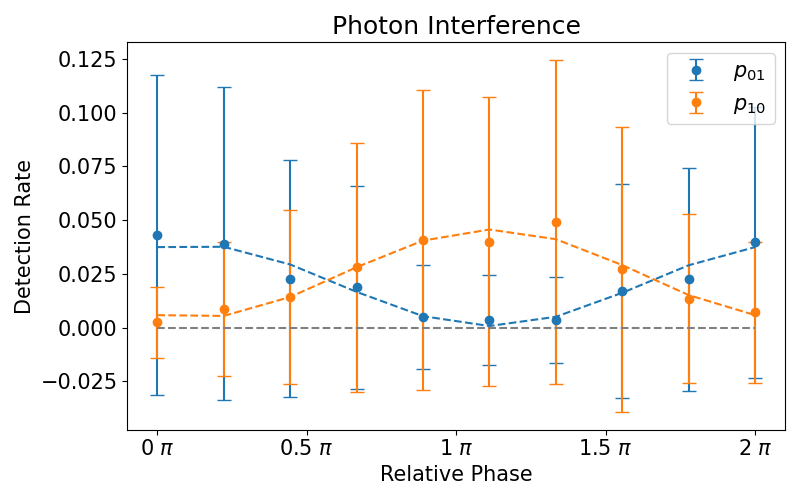 Photon Interference
Detection Rate
0.125
0.100
0.075
0.050
0.025
0.000
−0.025
p01
p10
0 π
0.5 π
1 π
1.5 π
2 π
Relative Phase